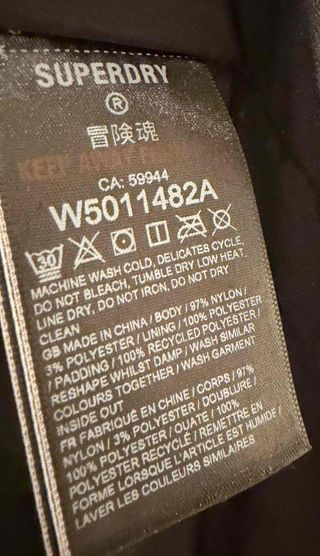 SUPERDRY
®
冒険魂
KEEP AWAY
CA: 59944
W5011482A
30
MACHINE WASH COLD, DELICATES CYCLE,
DO NOT BLEACH, TUMBLE DRY LOW HEAT,
LINE DRY, DO NOT IRON, DO NOT DRY
CLEAN
GB MADE IN CHINA / BODY / 97% NYLON /
3% POLYESTER / LINING / 100% POLYESTER
/ PADDING / 100% RECYCLED POLYESTER /
RESHAPE WHILST DAMP / WASH SIMILAR
COLOURS TOGETHER / WASH GARMENT
INSIDE OUT
FR FABRIQUÉ EN CHINE / CORPS / 97%
NYLON / 3% POLYESTER / DOUBLURE /
100% POLYESTER / OUATE / 100%
POLYESTER RECYCLÉ / REMETTRE EN
FORME LORSQUE L'ARTICLE EST HUMIDE /
LAVER LES COULEURS SIMILAIRES